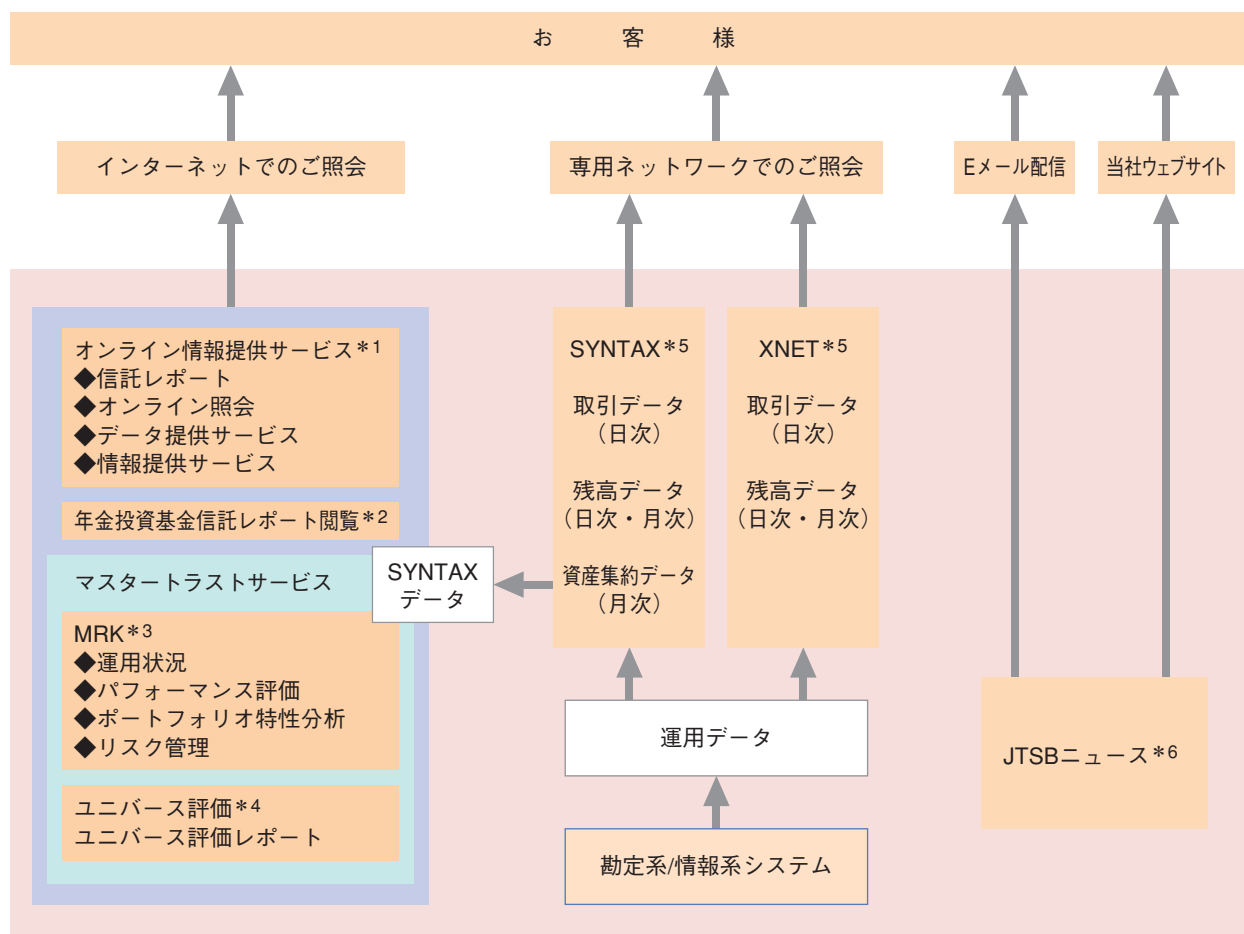 お 客 様
インターネットでのご照会
専用ネットワークでのご照会
Eメール配信
当社ウェブサイト
オンライン情報提供サービス＊1
◆信託レポート
◆オンライン照会
◆データ提供サービス
◆情報提供サービス
年金投資基金信託レポート閲覧＊2
マスタートラストサービス
MRK＊3
◆運用状況
◆パフォーマンス評価
◆ポートフォリオ特性分析
◆リスク管理
ユニバース評価＊4
ユニバース評価レポート
SYNTAX
データ
SYNTAX＊5
取引データ
（日次）
残高データ
（日次・月次）
資産集約データ
（月次）
XNET＊5
取引データ
（日次）
残高データ
（日次・月次）
運用データ
勘定系/情報系システム
JTSBニュース＊6